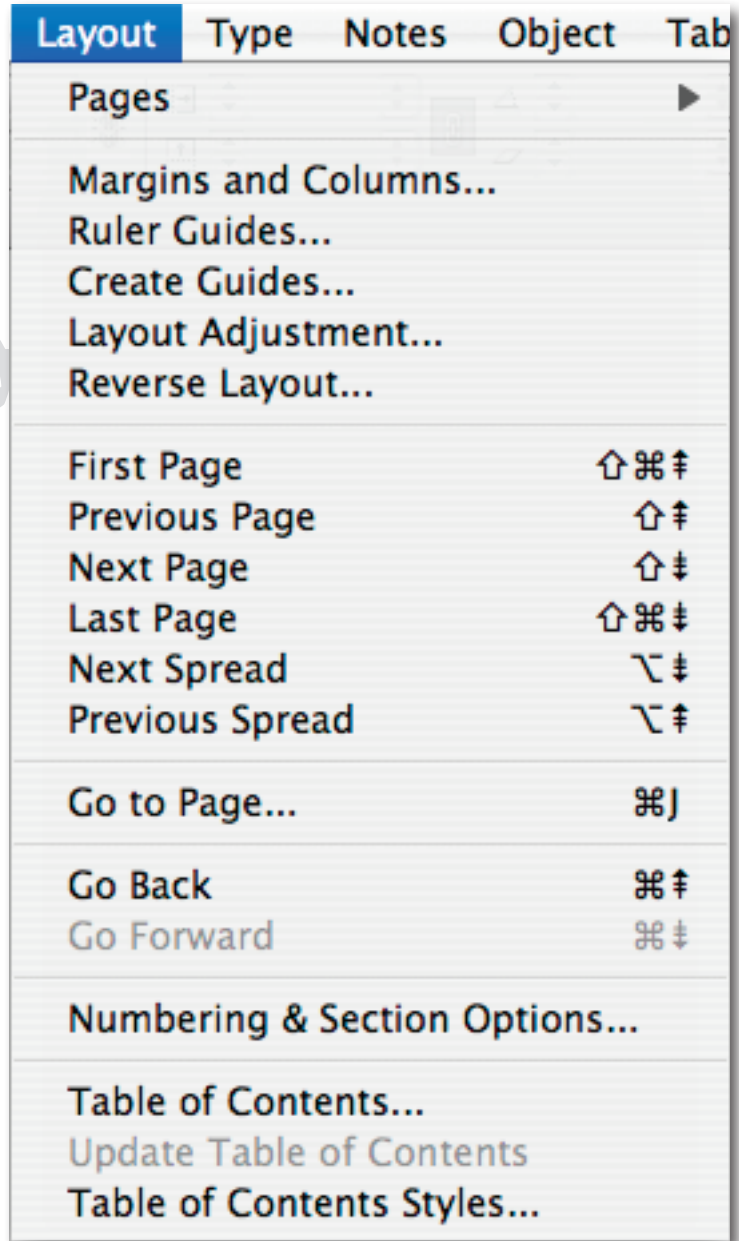 Layout Type Notes Object Tab
Pages ▶
Margins and Columns...
Ruler Guides...
Create Guides...
Layout Adjustment...
Reverse Layout...
First Page ⇧⌘⇞
Previous Page ⇧⇞
Next Page ⇧⇟
Last Page ⇧⌘⇟
Next Spread ⌥⇟
Previous Spread ⌥⇞
Go to Page... ⌘J
Go Back ⌘⇞
Go Forward ⌘⇟
Numbering & Section Options...
Table of Contents...
Update Table of Contents
Table of Contents Styles...